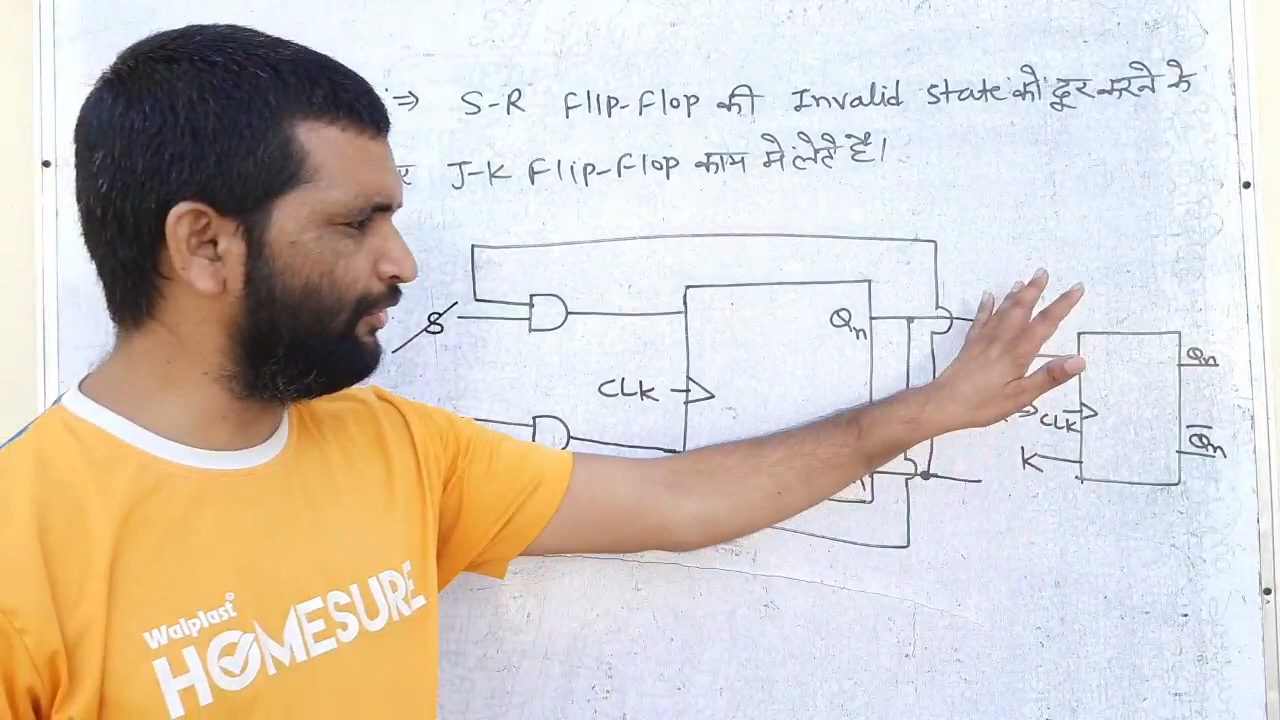 ⇒ S-R Flip-Flop की Invalid state को दूर करने के
J-K Flip-Flop काम मे लेते है।
S
Qn
CLK
Qn
CLK
K
Q̅n
Walplast
HOMESURE